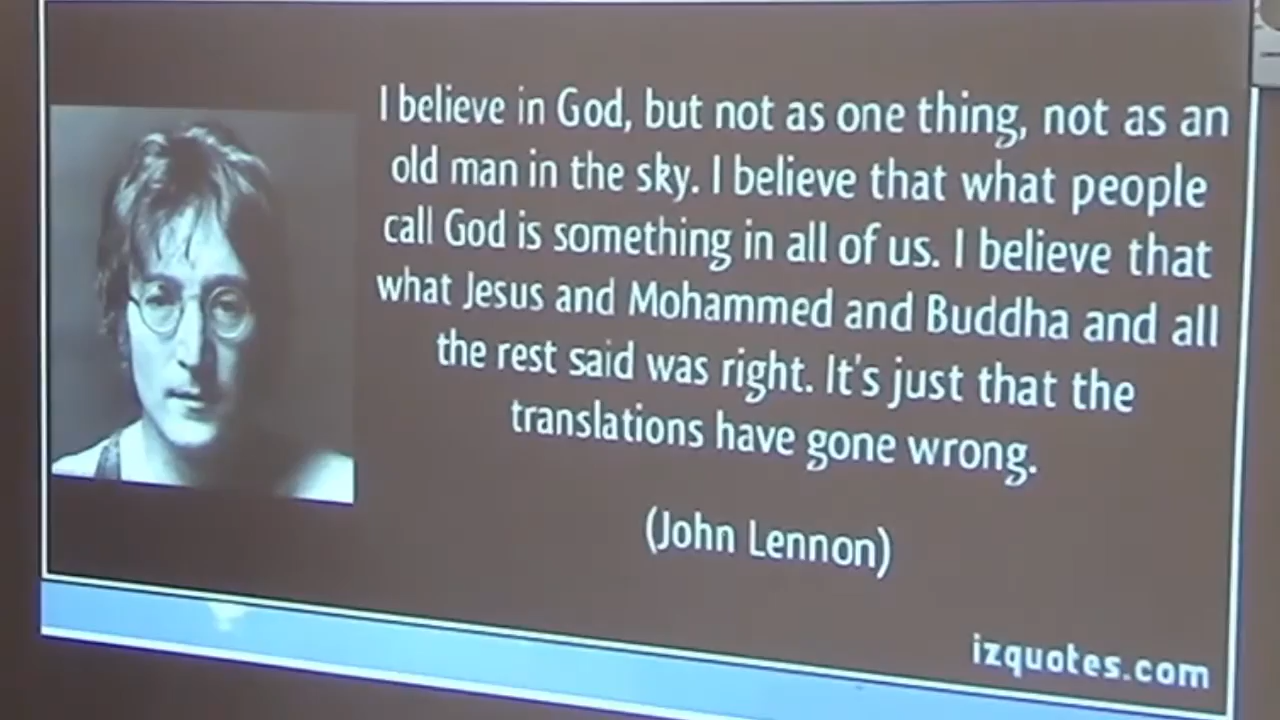 I believe in God, but not as one thing, not as an
old man in the sky. I believe that what people
call God is something in all of us. I believe that
what Jesus and Mohammed and Buddha and all
the rest said was right. It's just that the
translations have gone wrong.
(John Lennon)
izquotes.com